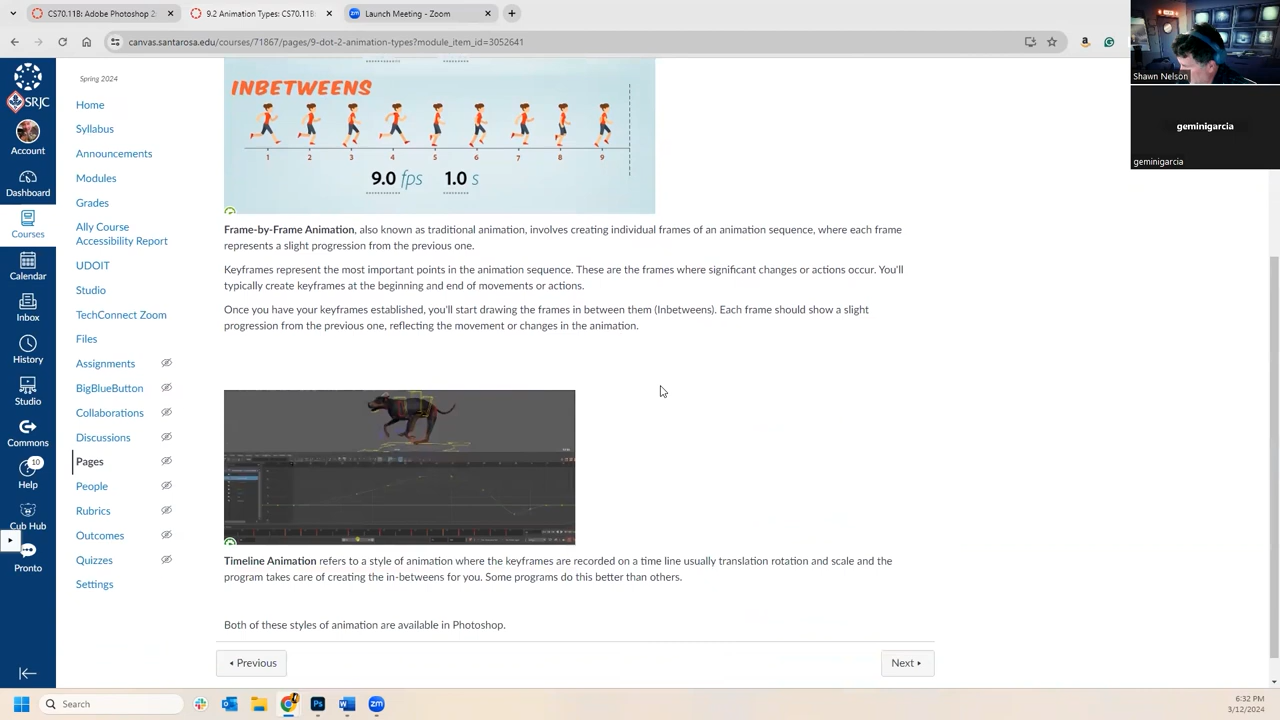 CS70.11B: Adobe Photoshop 2
9.2 Animation Types: CS70.11B
Launch Meeting - Zoom
canvas.santarosa.edu/courses/71867/pages/9-dot-2-animation-types?module_item_id=3052641
Shawn Nelson
geminigarcia
geminigarcia
SRJC
Account
Dashboard
Courses
Calendar
Inbox
History
Studio
Commons
10
Help
Cub Hub
Pronto
Spring 2024
Home
Syllabus
Announcements
Modules
Grades
Ally Course
Accessibility Report
UDOIT
Studio
TechConnect Zoom
Files
Assignments
BigBlueButton
Collaborations
Discussions
Pages
People
Rubrics
Outcomes
Quizzes
Settings
INBETWEENS
1 2 3 4 5 6 7 8 9
9.0 fps 1.0 s
Frame-by-Frame Animation, also known as traditional animation, involves creating individual frames of an animation sequence, where each frame
represents a slight progression from the previous one.
Keyframes represent the most important points in the animation sequence. These are the frames where significant changes or actions occur. You'll
typically create keyframes at the beginning and end of movements or actions.
Once you have your keyframes established, you'll start drawing the frames in between them (Inbetweens). Each frame should show a slight
progression from the previous one, reflecting the movement or changes in the animation.
Timeline Animation refers to a style of animation where the keyframes are recorded on a time line usually translation rotation and scale and the
program takes care of creating the in-betweens for you. Some programs do this better than others.
Both of these styles of animation are available in Photoshop.
Previous
Next
Search
6:32 PM
3/12/2024